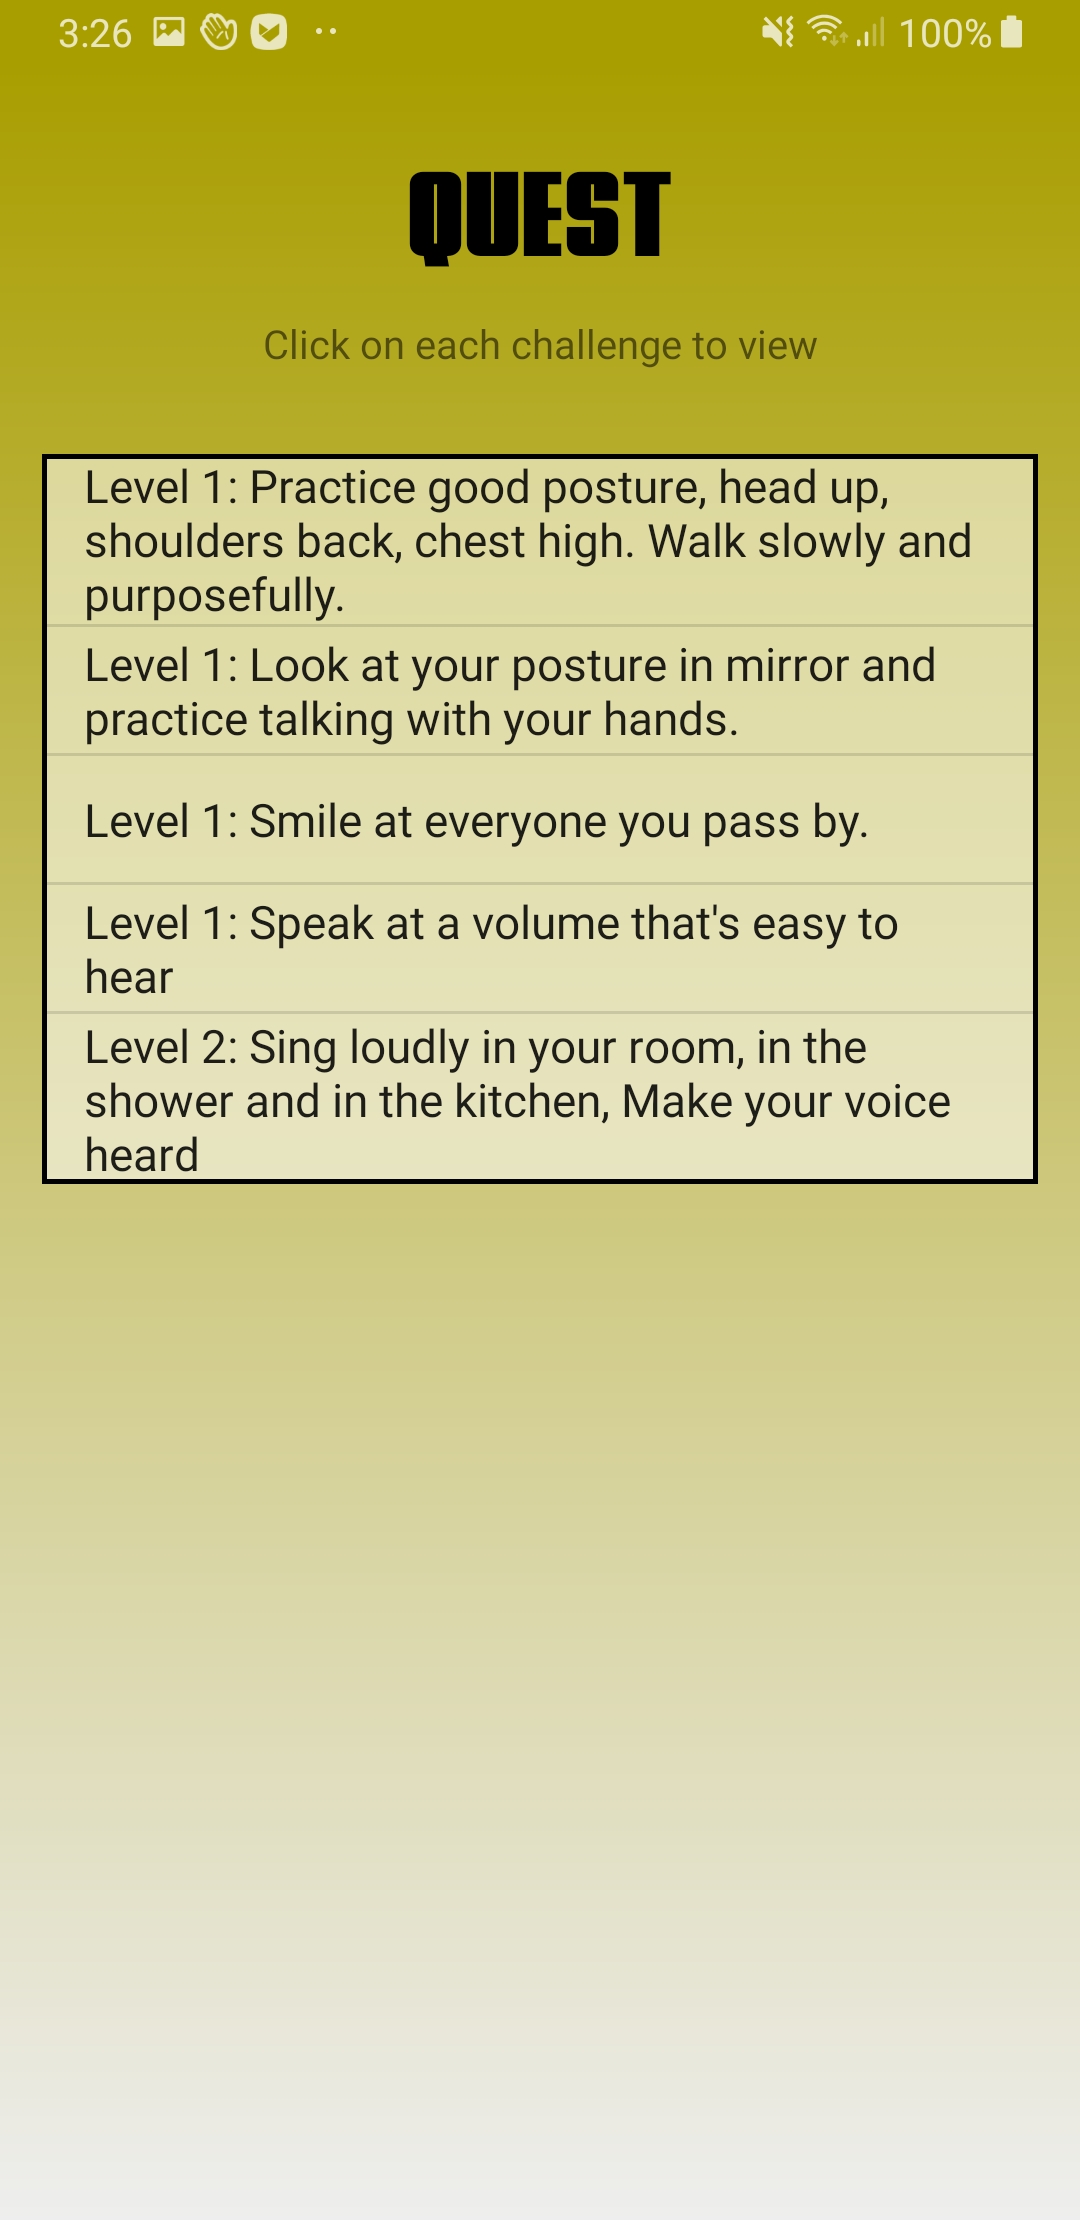 3:26
100%
QUEST
Click on each challenge to view
Level 1: Practice good posture, head up,
shoulders back, chest high. Walk slowly and
purposefully.
Level 1: Look at your posture in mirror and
practice talking with your hands.
Level 1: Smile at everyone you pass by.
Level 1: Speak at a volume that's easy to
hear
Level 2: Sing loudly in your room, in the
shower and in the kitchen, Make your voice
heard